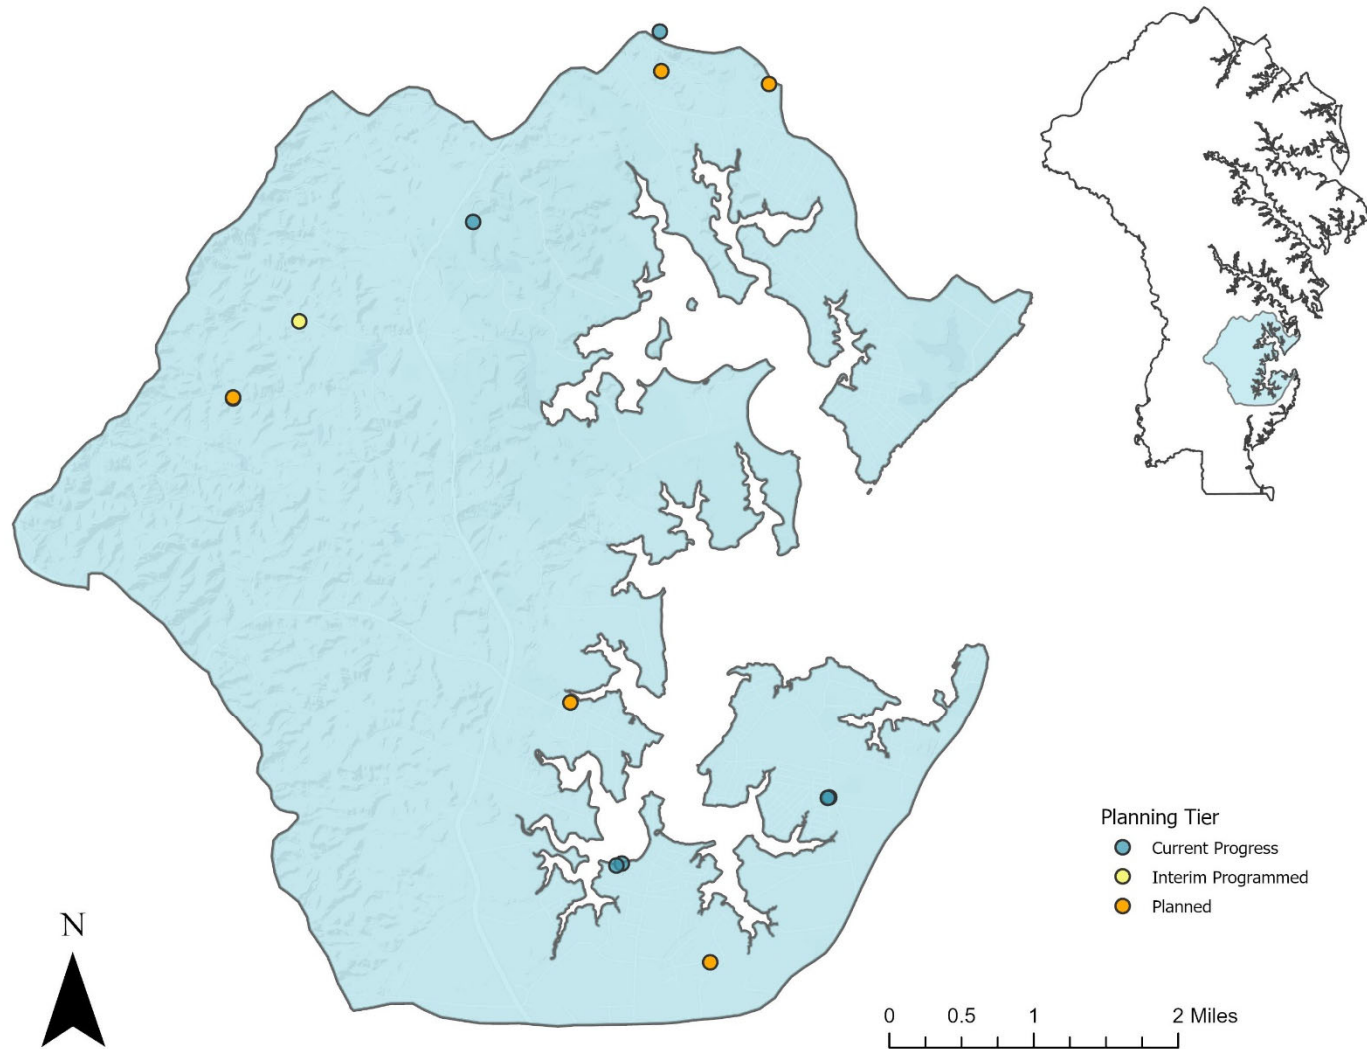 Planning Tier
Current Progress
Interim Programmed
Planned
N
0 0.5 1 2 Miles